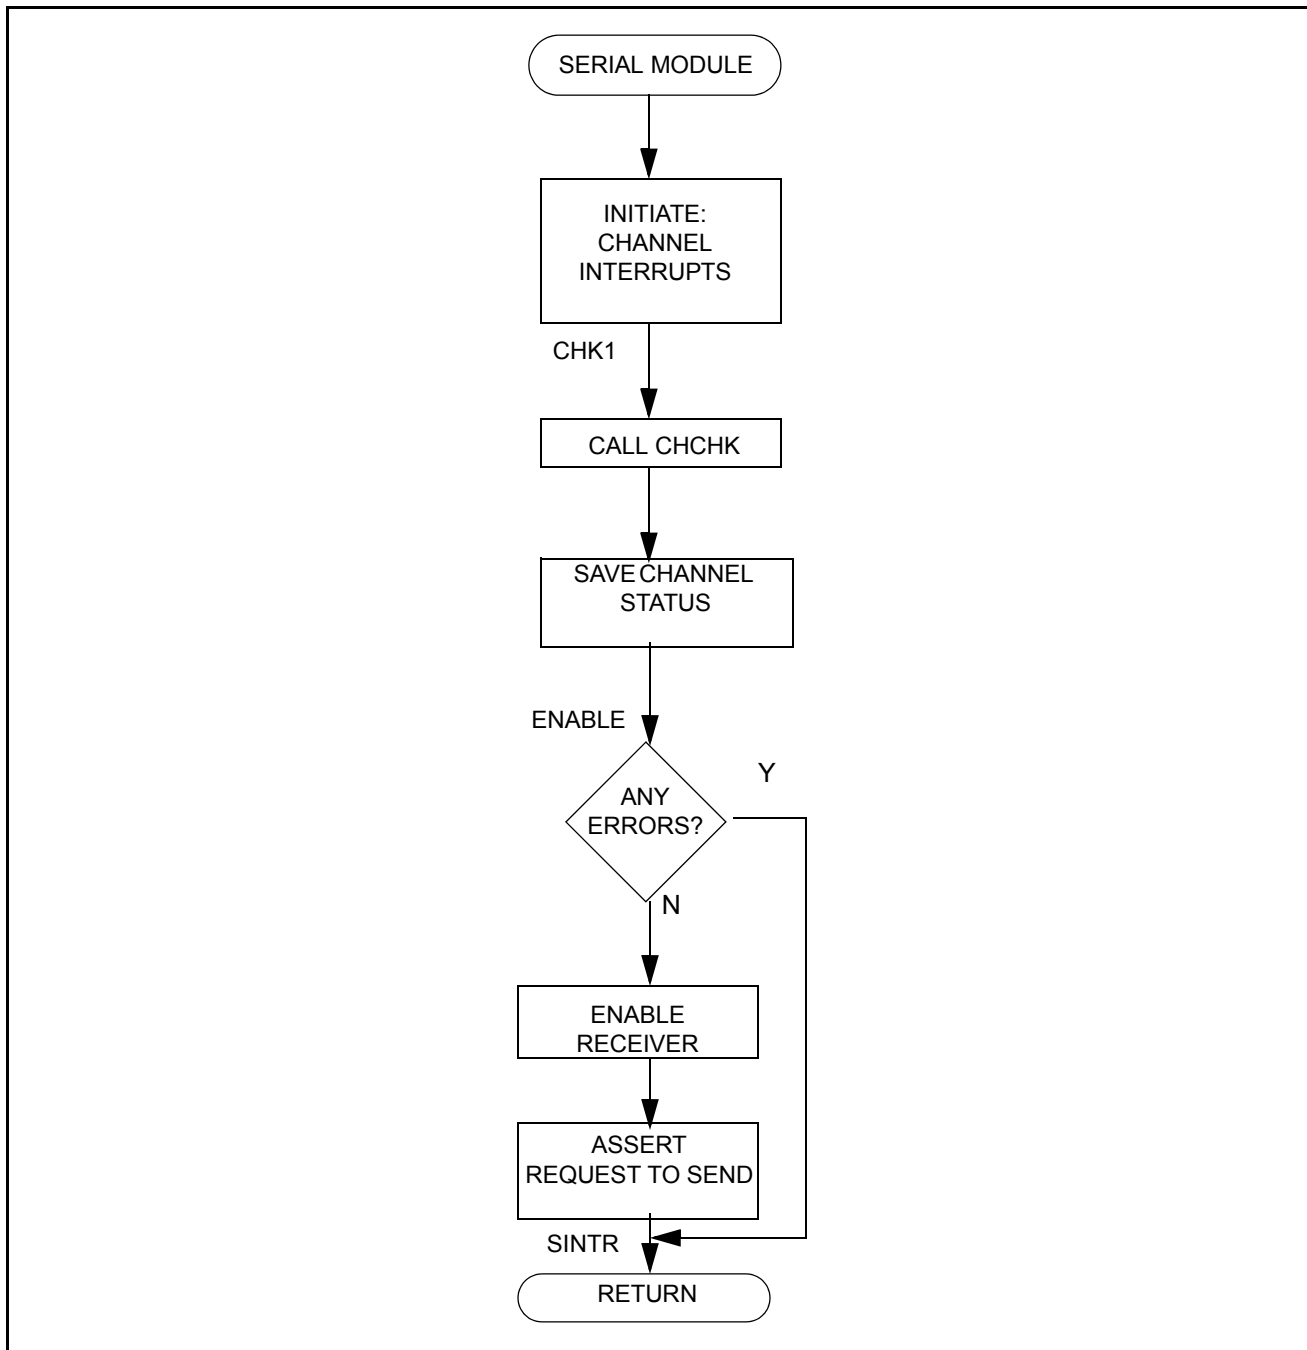 SERIAL MODULE
INITIATE:
CHANNEL
INTERRUPTS
CHK1
CALL CHCHK
SAVE CHANNEL
STATUS
ENABLE
Y
ANY
ERRORS?
N
ENABLE
RECEIVER
ASSERT
REQUEST TO SEND
SINTR
RETURN